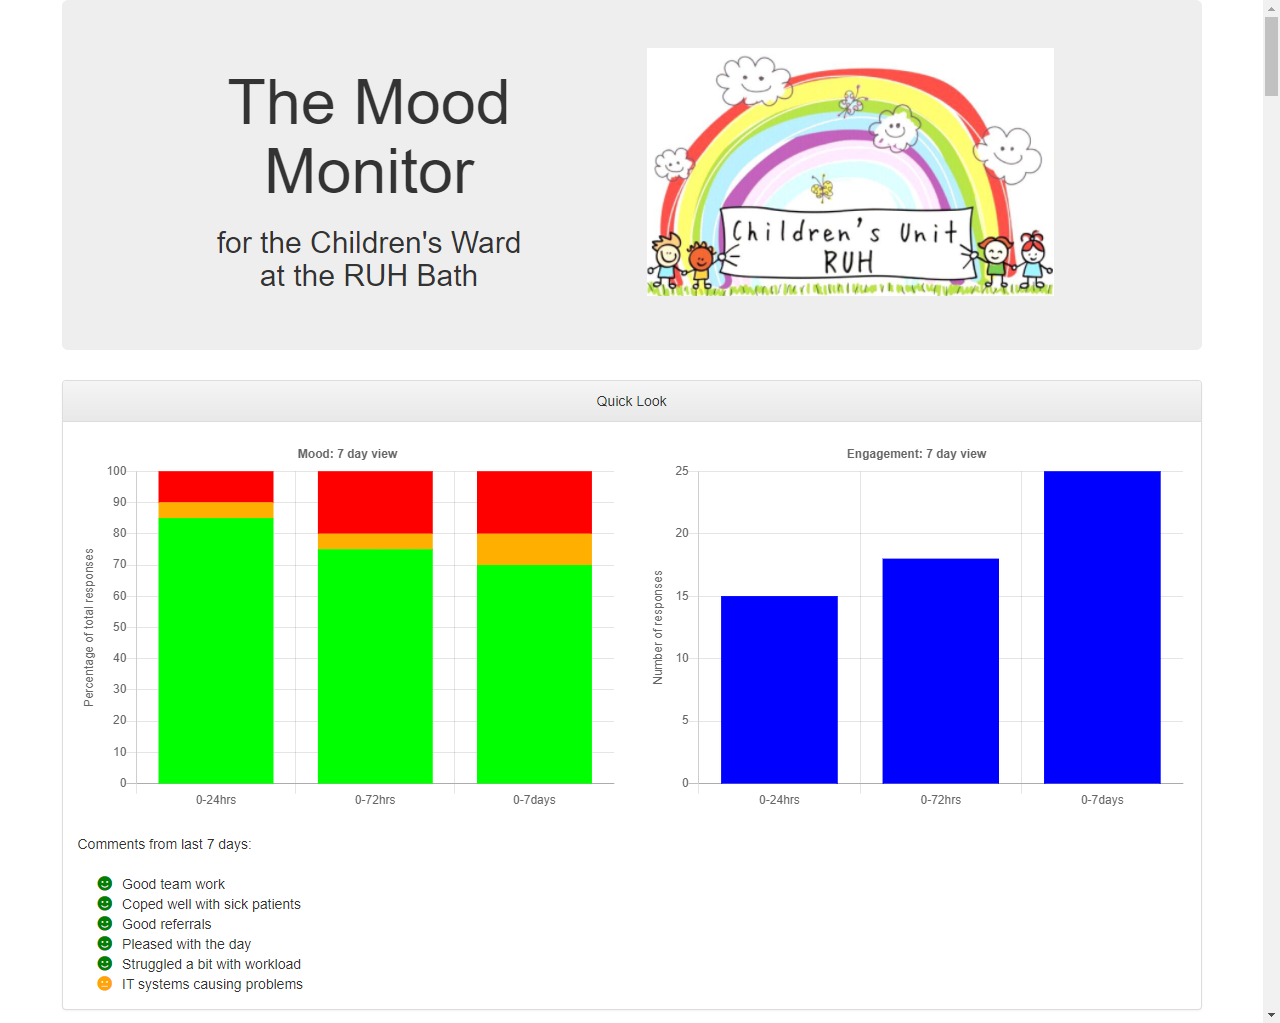 The Mood
Monitor
for the Children's Ward
at the RUH Bath
Children's Unit
RUH
Quick Look
Mood: 7 day view
Percentage of total responses
100
90
80
70
60
50
40
30
20
10
0
0-24hrs
0-72hrs
0-7days
Engagement: 7 day view
Number of responses
25
20
15
10
5
0
0-24hrs
0-72hrs
0-7days
Comments from last 7 days:
Good team work
Coped well with sick patients
Good referrals
Pleased with the day
Struggled a bit with workload
IT systems causing problems